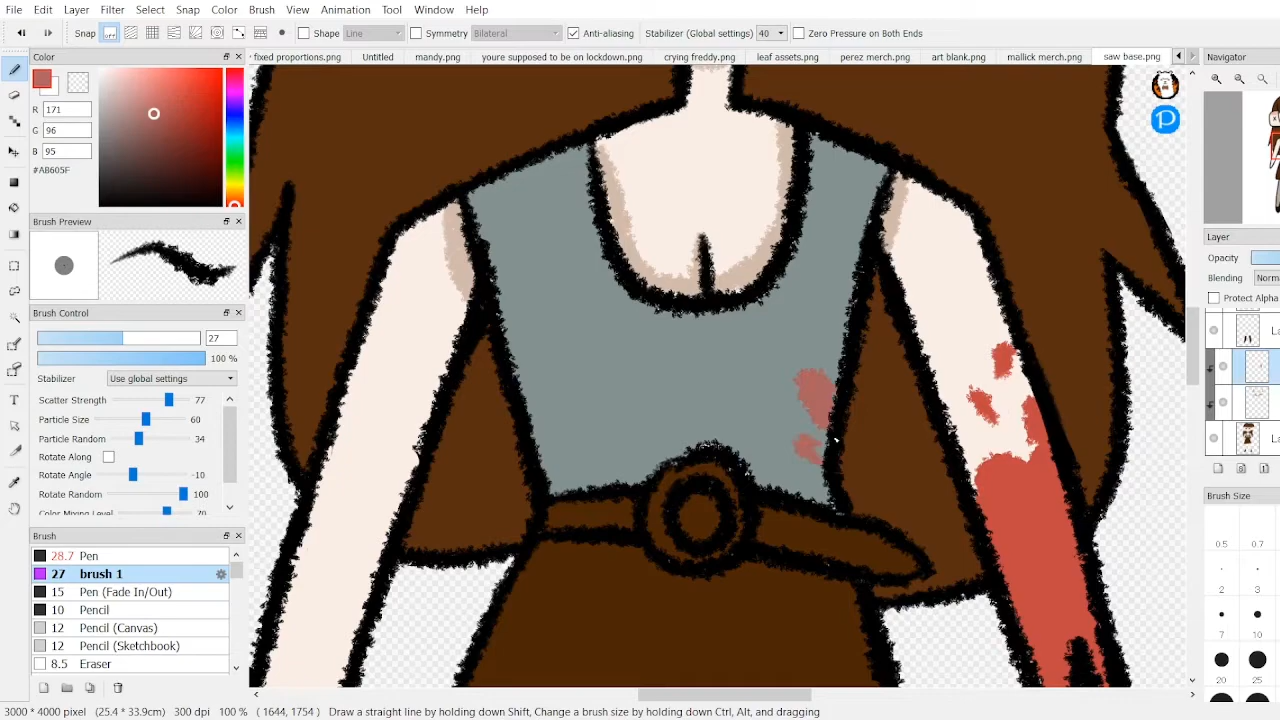 File Edit Layer Filter Select Snap Color Brush View Animation Tool Window Help
Snap OFF Shape Line Symmetry Bilateral Anti-aliasing Stabilizer (Global settings) 40 Zero Pressure on Both Ends
fixed proportions.png Untitled mandy.png youre supposed to be on lockdown.png crying freddy.png leaf assets.png perez merch.png art blank.png mallick merch.png saw base.png
Color
R 171
G 96
B 95
#AB605F
Brush Preview
Brush Control
27
100 %
Stabilizer Use global settings
Scatter Strength 77
Particle Size 60
Particle Random 34
Rotate Along
Rotate Angle -10
Rotate Random 100
Color Mixing Level 70
Brush
28.7 Pen
27 brush 1
15 Pen (Fade In/Out)
10 Pencil
12 Pencil (Canvas)
12 Pencil (Sketchbook)
8.5 Eraser
Navigator
Layer
Opacity
Blending Norma
Protect Alpha
La
La
Brush Size
0.5 0.7
2 3
7 10
20 25
3000 * 4000 pixel (25.4 * 33.9cm) 300 dpi 100 % ( 1644, 1754 ) Draw a straight line by holding down Shift, Change a brush size by holding down Ctrl, Alt, and dragging